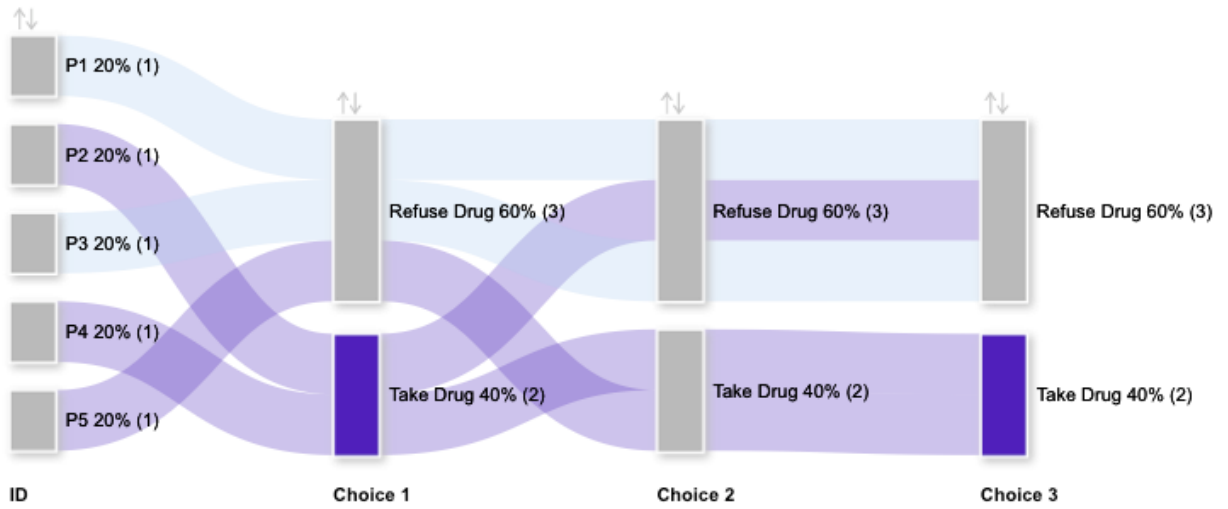 P1 20% (1)
P2 20% (1)
P3 20% (1)
P4 20% (1)
P5 20% (1)
ID
Refuse Drug 60% (3)
Take Drug 40% (2)
Choice 1
Refuse Drug 60% (3)
Take Drug 40% (2)
Choice 2
Refuse Drug 60% (3)
Take Drug 40% (2)
Choice 3